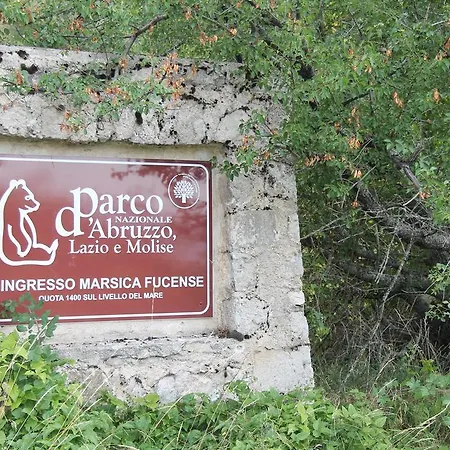 Parco
NAZIONALE
d'Abruzzo,
Lazio e Molise
INGRESSO MARSICA FUCENSE
QUOTA 1400 SUL LIVELLO DEL MARE